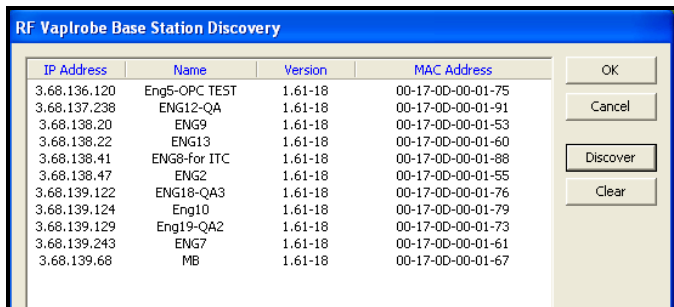 RF VapIrobe Base Station Discovery
IP Address Name Version MAC Address
3.68.136.120 Eng5-OPC TEST 1.61-18 00-17-0D-00-01-75
3.68.137.238 ENG12-QA 1.61-18 00-17-0D-00-01-91
3.68.138.20 ENG9 1.61-18 00-17-0D-00-01-53
3.68.138.22 ENG13 1.61-18 00-17-0D-00-01-60
3.68.138.41 ENG8-for ITC 1.61-18 00-17-0D-00-01-88
3.68.138.47 ENG2 1.61-18 00-17-0D-00-01-55
3.68.139.122 ENG18-QA3 1.61-18 00-17-0D-00-01-76
3.68.139.124 Eng10 1.61-18 00-17-0D-00-01-79
3.68.139.129 Eng19-QA2 1.61-18 00-17-0D-00-01-73
3.68.139.243 ENG7 1.61-18 00-17-0D-00-01-61
3.68.139.68 MB 1.61-18 00-17-0D-00-01-67
OK
Cancel
Discover
Clear